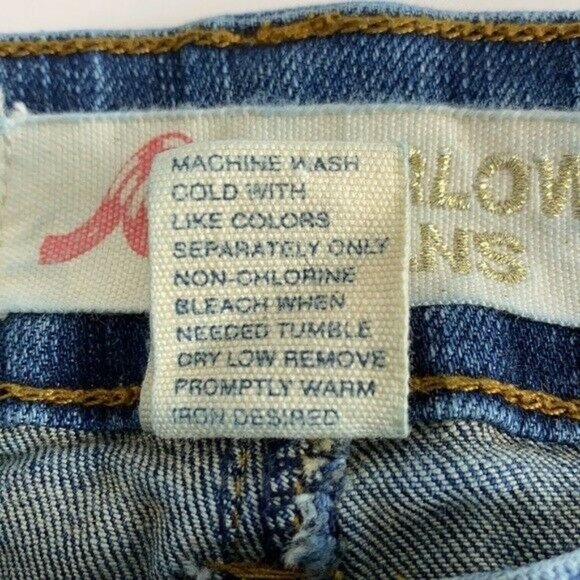 MACHINE WASH
COLD WITH
LIKE COLORS
SEPARATELY ONLY
NON-CHLORINE
BLEACH WHEN
NEEDED TUMBLE
DRY LOW REMOVE
PROMPTLY WARM
IRON DESIRED